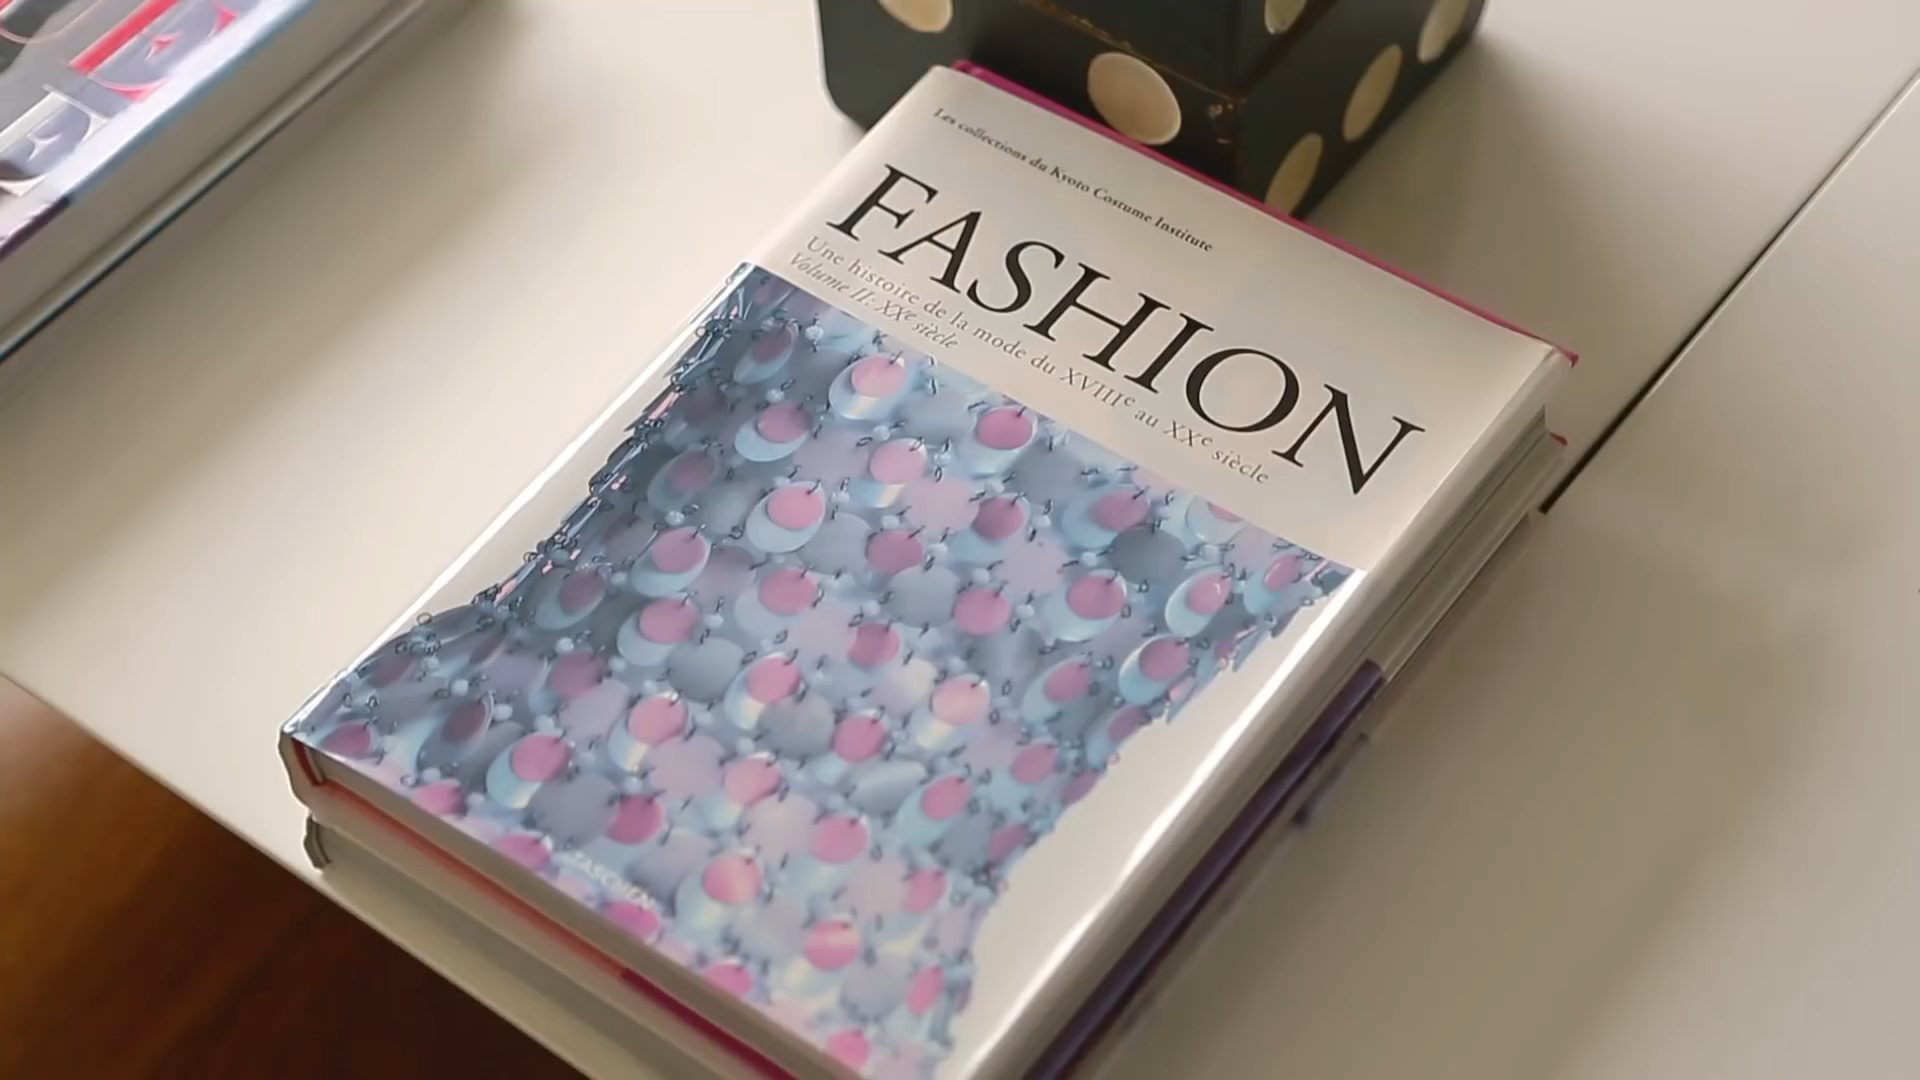 Les collections du Kyoto Costume Institute
FASHION
Une histoire de la mode du XVIIIe au XXe siècle
Volume II: XXe siècle
TASCHEN